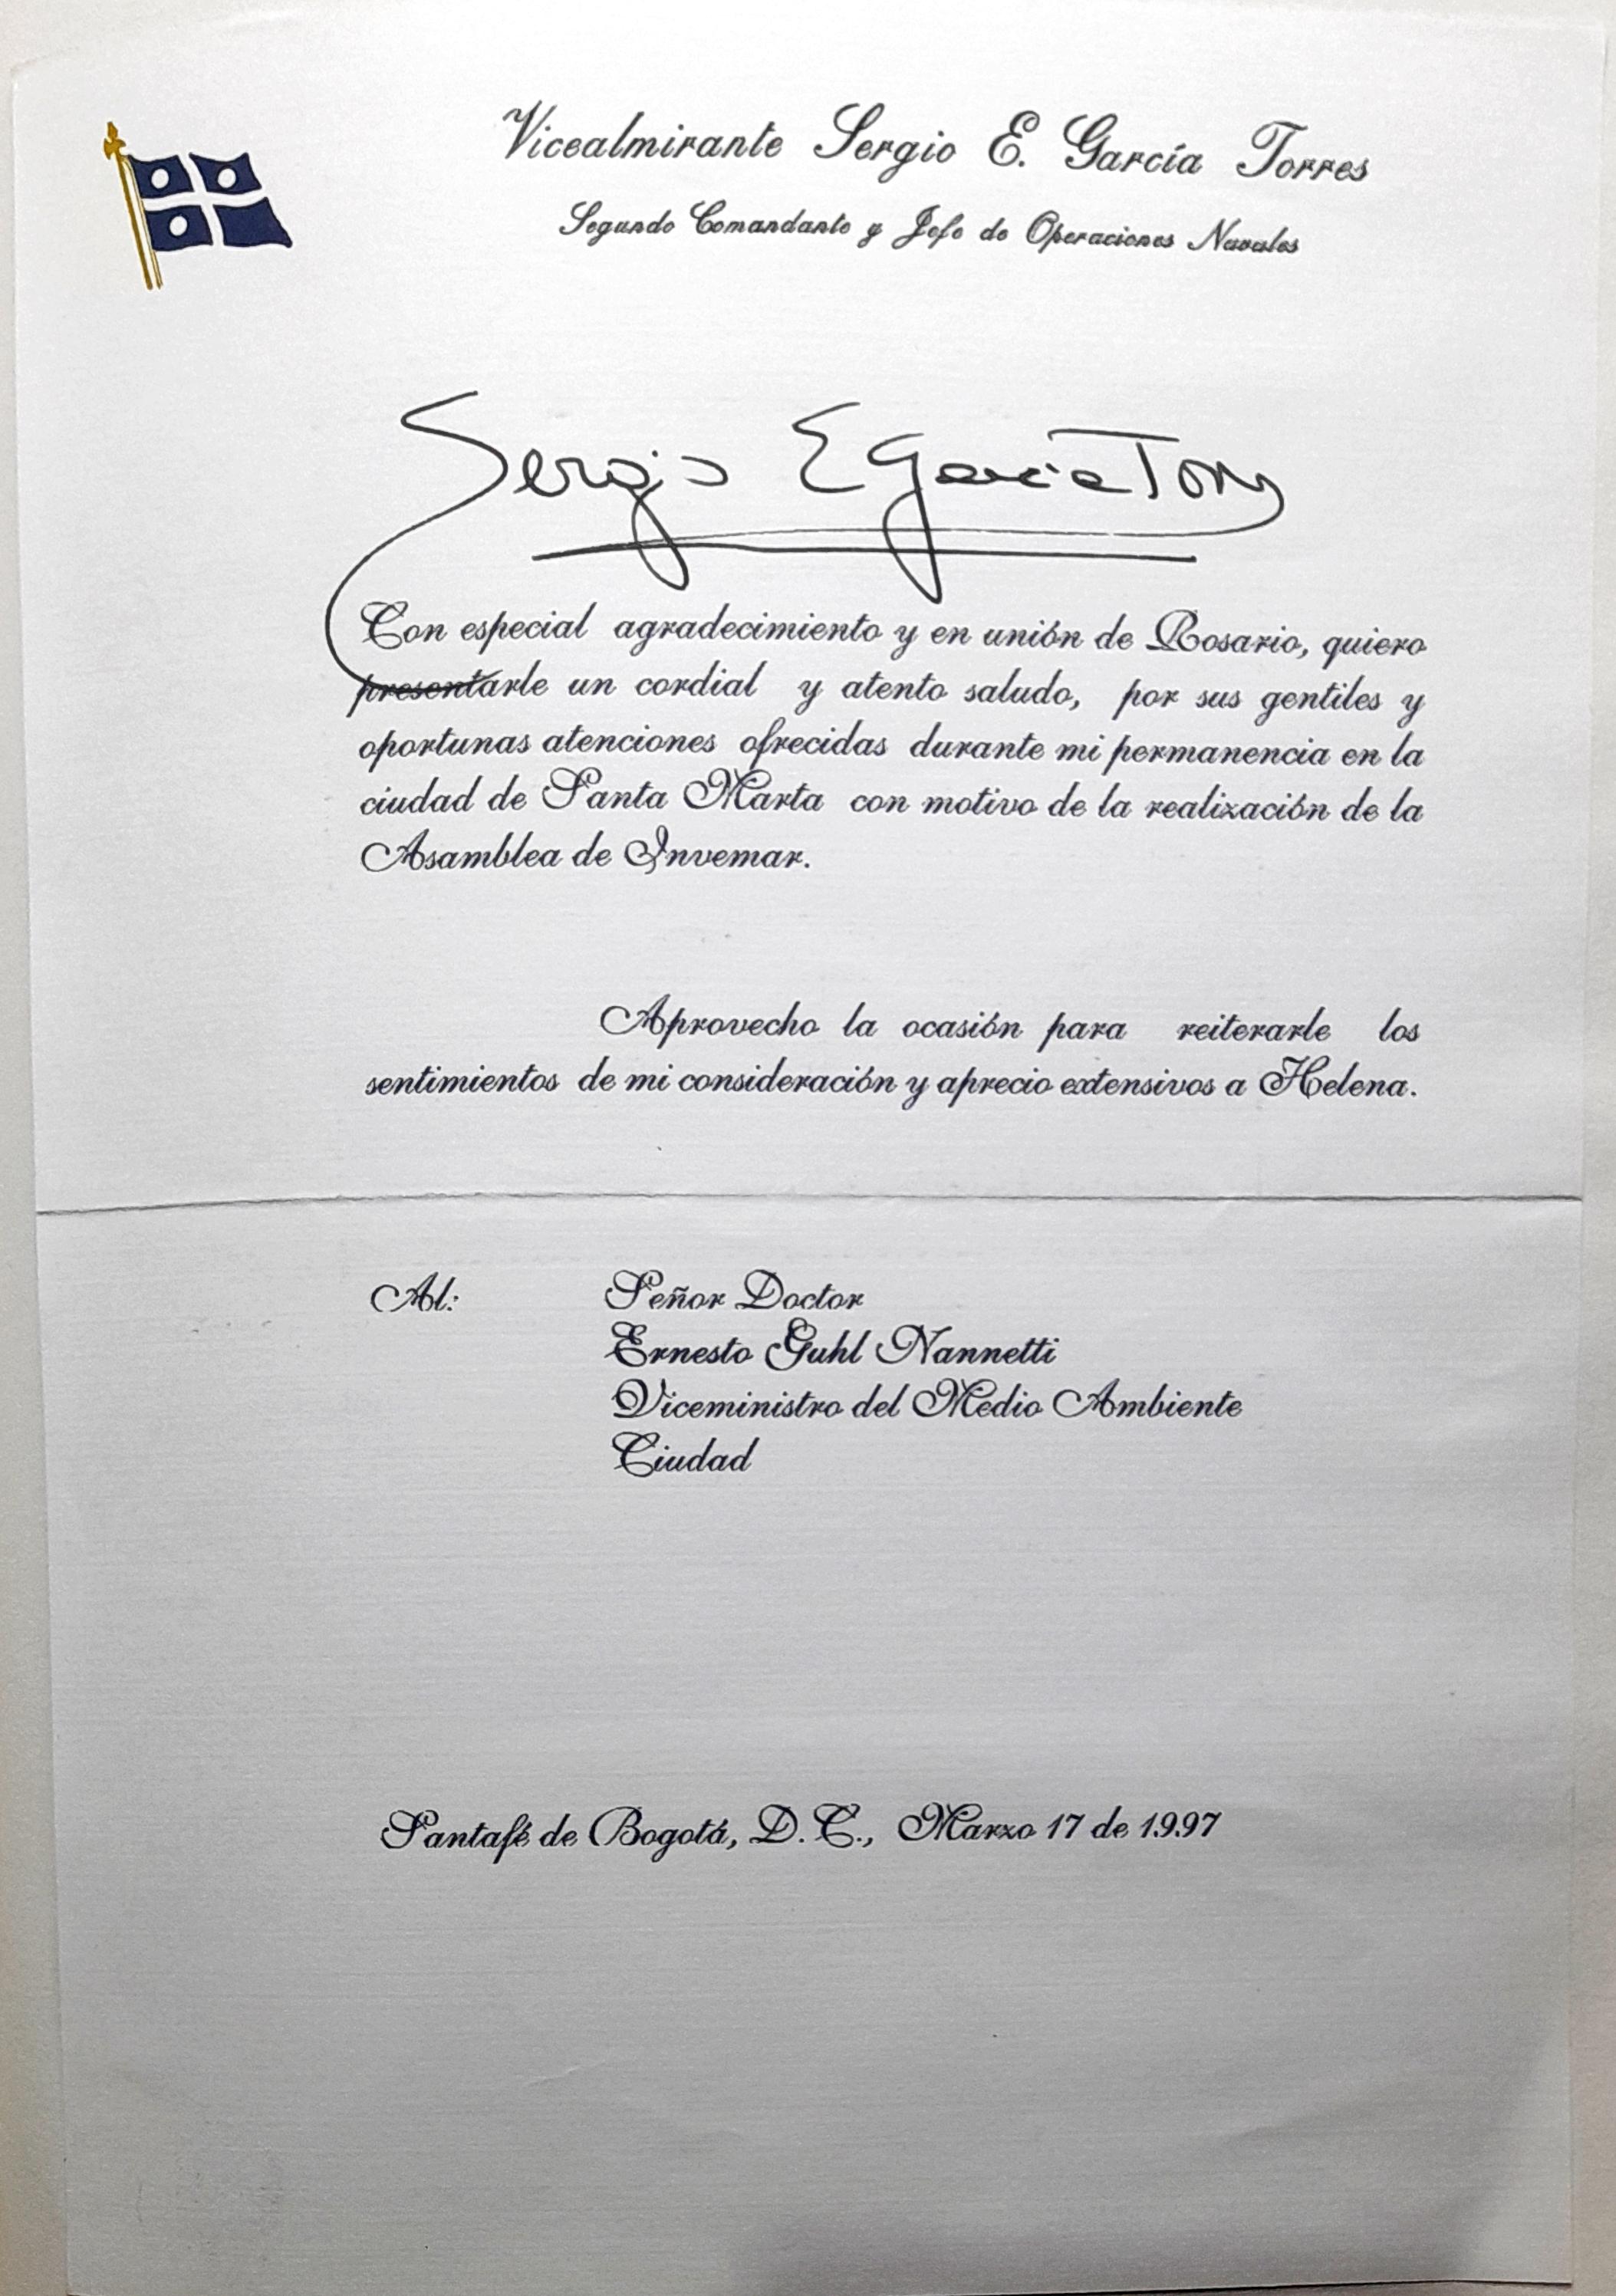 Vicealmirante Sergio E. García Torres
Segundo Comandante y Jefe de Operaciones Navales
Sergio E García Torres
Con especial agradecimiento y en unión de Rosario, quiero
presentarle un cordial y atento saludo, por sus gentiles y
oportunas atenciones ofrecidas durante mi permanencia en la
ciudad de Santa Marta con motivo de la realización de la
Asamblea de Invemar.
Aprovecho la ocasión para reiterarle los
sentimientos de mi consideración y aprecio extensivos a Helena.
Al: Señor Doctor
Ernesto Guhl Nannetti
Viceministro del Medio Ambiente
Ciudad
Santafé de Bogotá, D.C., Marzo 17 de 1.997